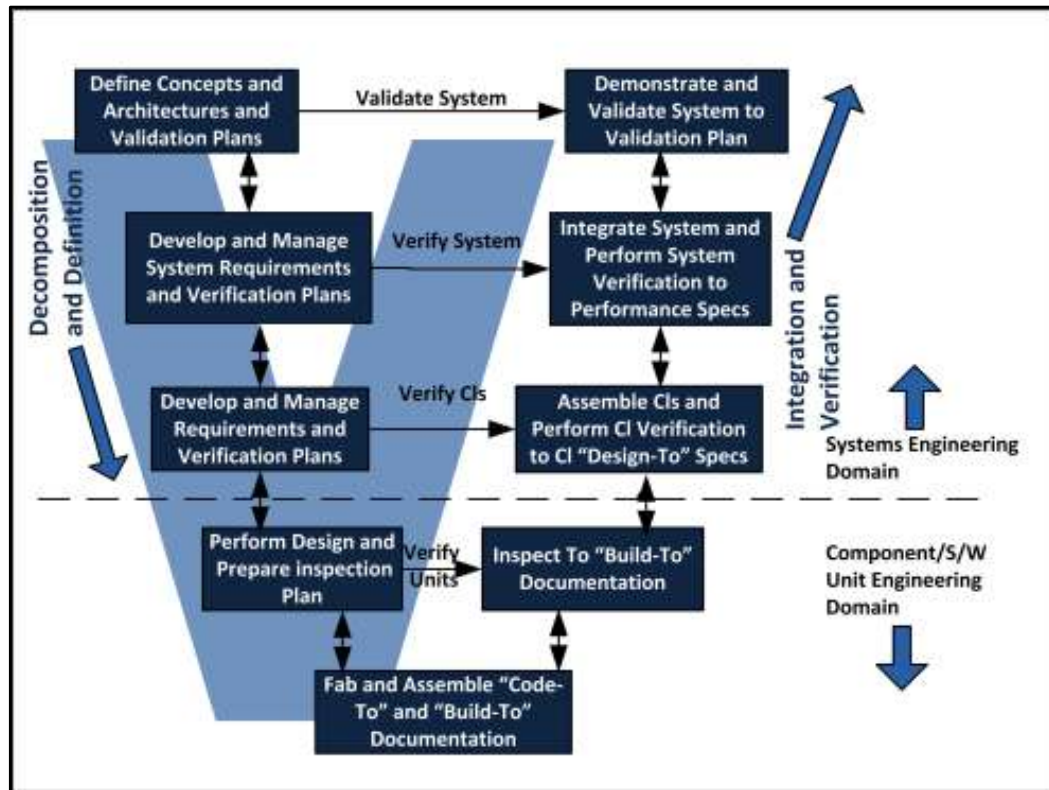 Define Concepts and
Architectures and
Validation Plans
Validate System
Demonstrate and
Validate System to
Validation Plan
Decomposition
and Definition
Develop and Manage
System Requirements
and Verification Plans
Verify System
Integrate System and
Perform System
Verification to
Performance Specs
Integration and
Verification
Develop and Manage
Requirements and
Verification Plans
Verify CIs
Assemble CIs and
Perform CI Verification
to CI “Design-To” Specs
Systems Engineering
Domain
Perform Design and
Prepare inspection
Plan
Verify
Units
Inspect To “Build-To”
Documentation
Component/S/W
Unit Engineering
Domain
Fab and Assemble “Code-
To” and “Build-To”
Documentation